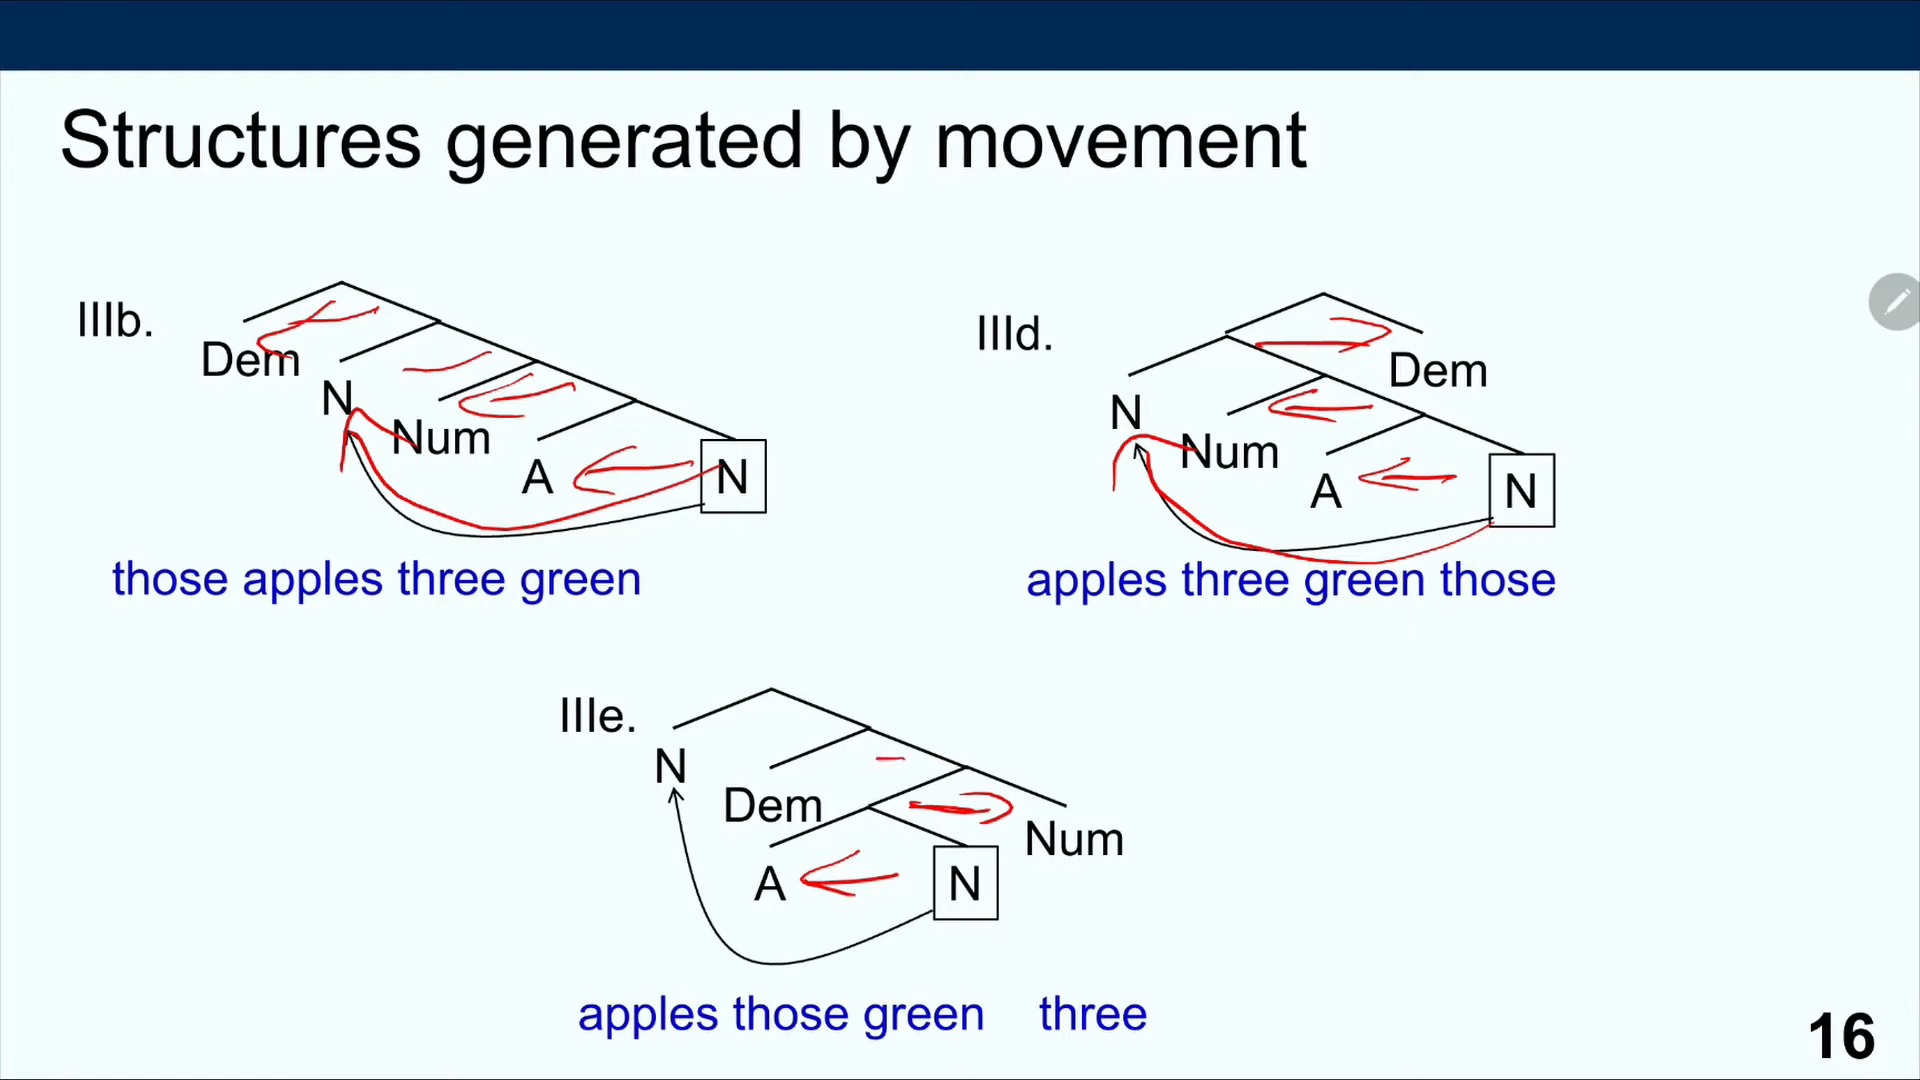 Structures generated by movement
IIIb.
Dem
N
Num
A
N
those apples three green
IIId.
Dem
N
Num
A
N
apples three green those
IIIe.
N
Dem
Num
A
N
apples those green three
16